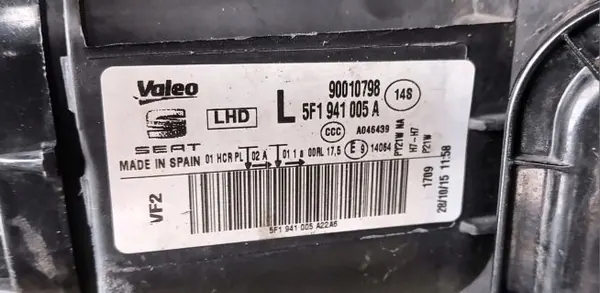 Valeo
LHD
L
90010798
5F1 941 005 A
14S
SEAT
CCC A046439
MADE IN SPAIN 01 HCR PL 02 A 01 1 a 00RL 17,5 E 9 14064
PY21W NA
H7-H7
P21W
VF2
1709
28/10/15 11:58
5F1 941 005 A22A6